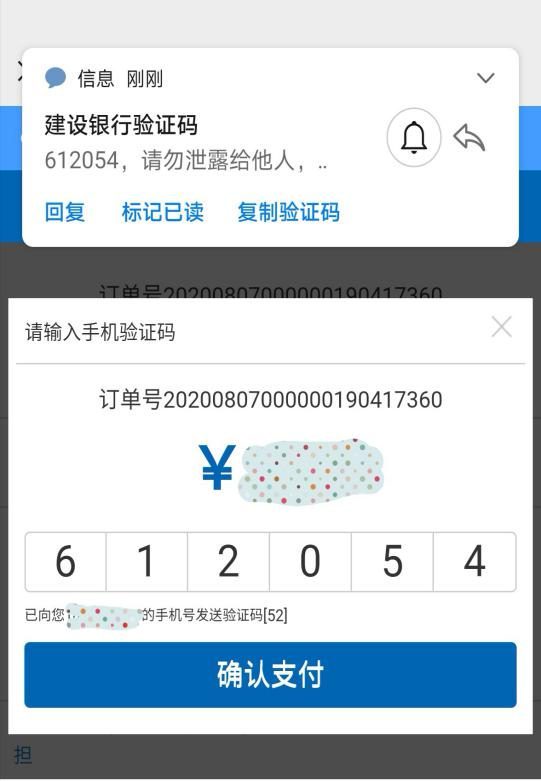 信息 刚刚
建设银行验证码
612054，请勿泄露给他人，..
回复 标记已读 复制验证码
订单号20200807000000190417360
请输入手机验证码
订单号20200807000000190417360
¥
6 1 2 0 5 4
已向您 的手机号发送验证码[52]
确认支付
担